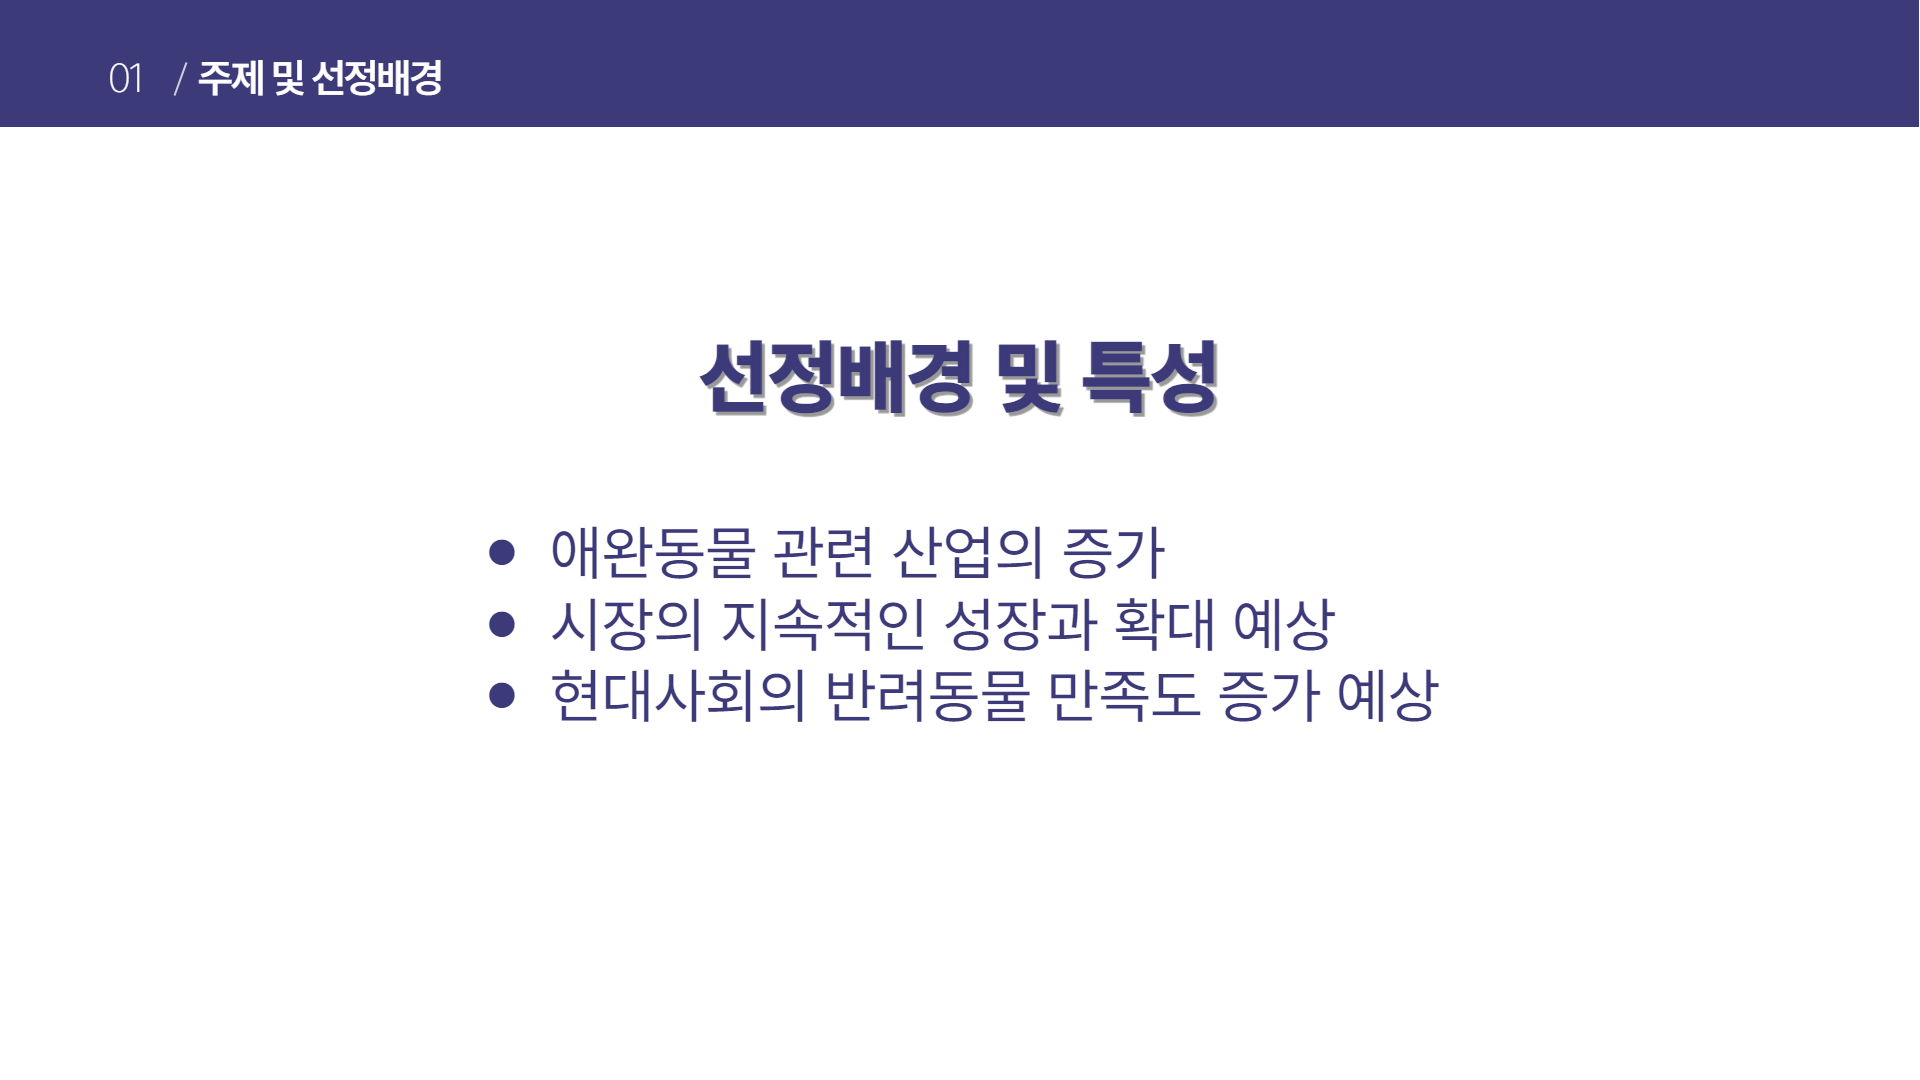 01 / 주제 및 선정배경
선정배경 및 특성
● 애완동물 관련 산업의 증가
● 시장의 지속적인 성장과 확대 예상
● 현대사회의 반려동물 만족도 증가 예상